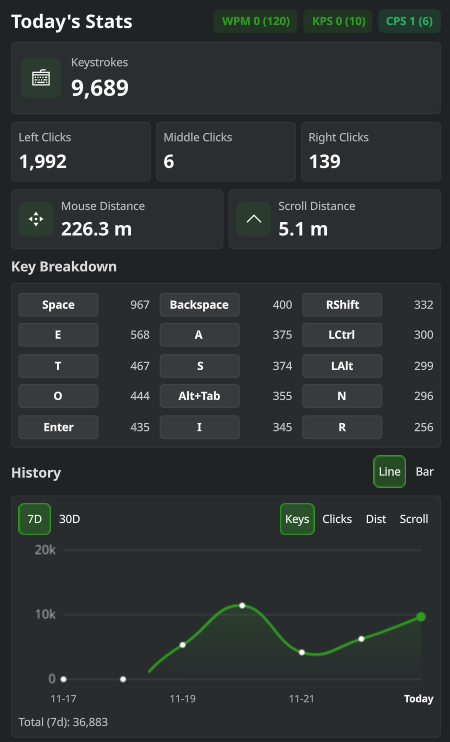 Today's Stats WPM 0 (120) KPS 0 (10) CPS 1 (6)
Keystrokes
9,689
Left Clicks Middle Clicks Right Clicks
1,992 6 139
Mouse Distance Scroll Distance
226.3 m 5.1 m
Key Breakdown
Space 967 Backspace 400 RShift 332
E 568 A 375 LCtrl 300
T 467 S 374 LAlt 299
O 444 Alt+Tab 355 N 296
Enter 435 I 345 R 256
History Line Bar
7D 30D Keys Clicks Dist Scroll
20k
10k
0
11-17 11-19 11-21 Today
Total (7d): 36,883